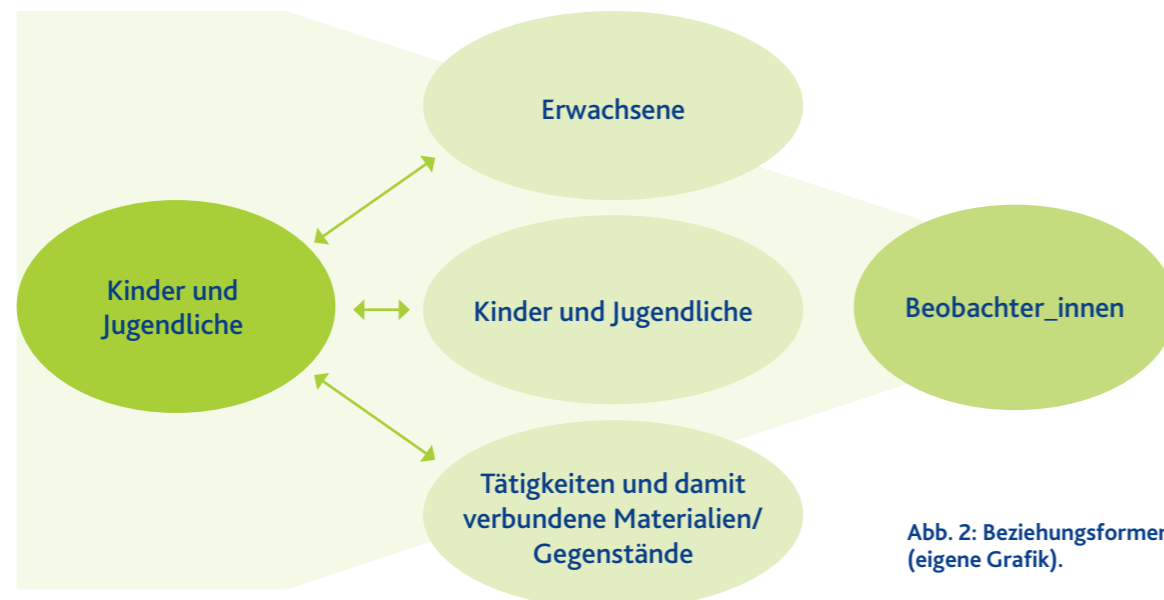 Erwachsene
Kinder und
Jugendliche
Kinder und Jugendliche
Beobachter_innen
Tätigkeiten und damit
verbundene Materialien/
Gegenstände
Abb. 2: Beziehungsformen
(eigene Grafik).